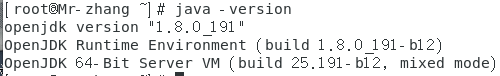 [root@Mr-zhang ~]# java -version
openjdk version "1.8.0_191"
OpenJDK Runtime Environment (build 1.8.0_191-b12)
OpenJDK 64-Bit Server VM (build 25.191-b12, mixed mode)